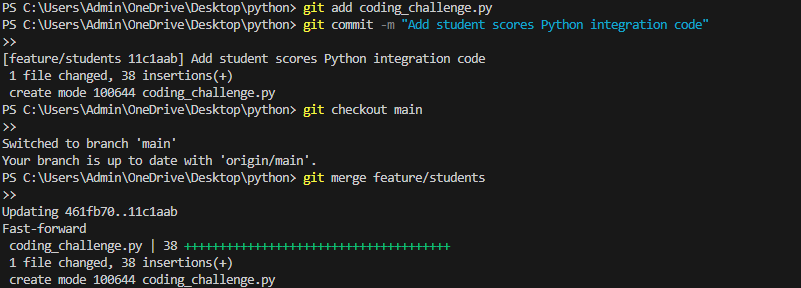 PS C:\Users\Admin\OneDrive\Desktop\python> git add coding_challenge.py
PS C:\Users\Admin\OneDrive\Desktop\python> git commit -m "Add student scores Python integration code"
>>
[feature/students 11c1aab] Add student scores Python integration code
 1 file changed, 38 insertions(+)
 create mode 100644 coding_challenge.py
PS C:\Users\Admin\OneDrive\Desktop\python> git checkout main
>>
Switched to branch 'main'
Your branch is up to date with 'origin/main'.
PS C:\Users\Admin\OneDrive\Desktop\python> git merge feature/students
>>
Updating 461fb70..11c1aab
Fast-forward
 coding_challenge.py | 38 ++++++++++++++++++++++++++++++++++++++
 1 file changed, 38 insertions(+)
 create mode 100644 coding_challenge.py